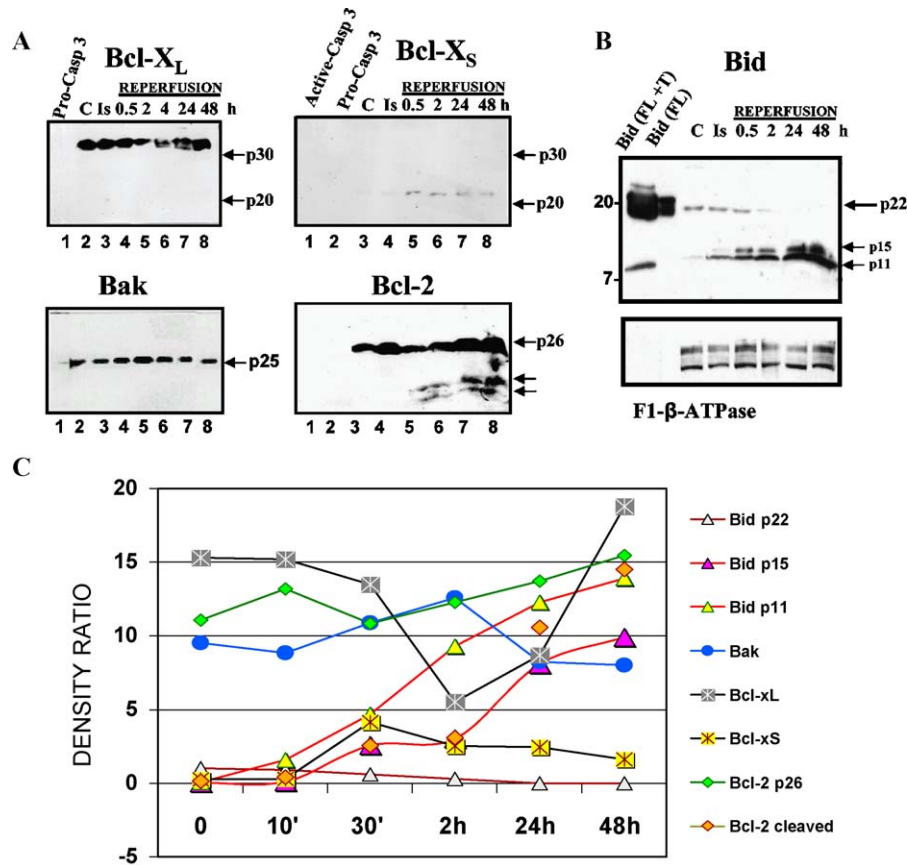 A
Bcl-XL
Pro-Casp 3
REPERFUSION
C Is 0.5 2 4 24 48 h
p30
p20
1 2 3 4 5 6 7 8
Bcl-XS
Active-Casp 3
Pro-Casp 3
REPERFUSION
C Is 0.5 2 24 48 h
p30
p20
1 2 3 4 5 6 7 8
B
Bid
Bid (FL +T)
Bid (FL)
REPERFUSION
C Is 0.5 2 24 48 h
20
7
p22
p15
p11
F1-β-ATPase
Bak
p25
1 2 3 4 5 6 7 8
Bcl-2
p26
1 2 3 4 5 6 7 8
C
DENSITY RATIO
20
15
10
5
0
-5
0 10' 30' 2h 24h 48h
Bid p22
Bid p15
Bid p11
Bak
Bcl-xL
Bcl-xS
Bcl-2 p26
Bcl-2 cleaved